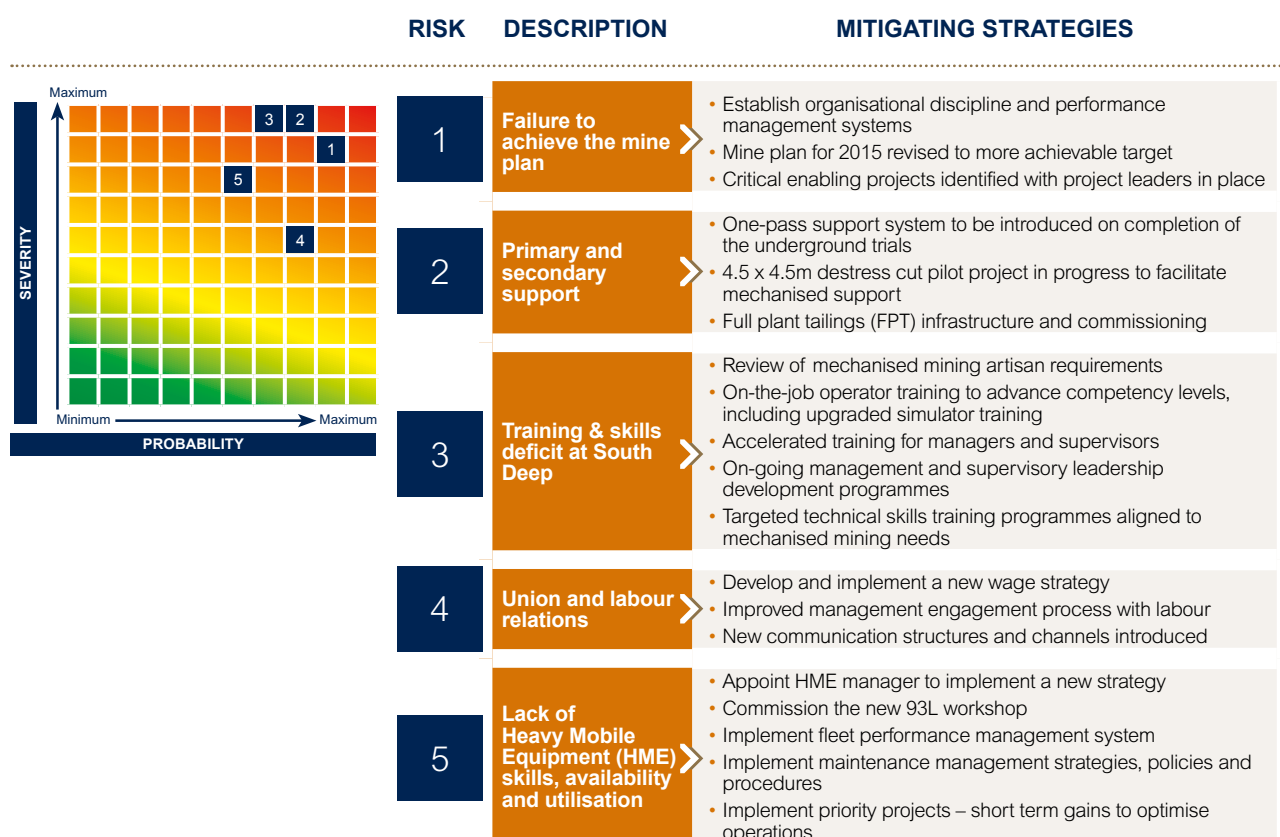 RISK DESCRIPTION MITIGATING STRATEGIES
Maximum
3 2
1
5
4
SEVERITY
Minimum Maximum
PROBABILITY
1
Failure to
achieve the mine
plan
• Establish organisational discipline and performance
management systems
• Mine plan for 2015 revised to more achievable target
• Critical enabling projects identified with project leaders in place
2
Primary and
secondary
support
• One-pass support system to be introduced on completion of
the underground trials
• 4.5 x 4.5m destress cut pilot project in progress to facilitate
mechanised support
• Full plant tailings (FPT) infrastructure and commissioning
3
Training & skills
deficit at South
Deep
• Review of mechanised mining artisan requirements
• On-the-job operator training to advance competency levels,
including upgraded simulator training
• Accelerated training for managers and supervisors
• On-going management and supervisory leadership
development programmes
• Targeted technical skills training programmes aligned to
mechanised mining needs
4
Union and labour
relations
• Develop and implement a new wage strategy
• Improved management engagement process with labour
• New communication structures and channels introduced
5
Lack of
Heavy Mobile
Equipment (HME)
skills, availability
and utilisation
• Appoint HME manager to implement a new strategy
• Commission the new 93L workshop
• Implement fleet performance management system
• Implement maintenance management strategies, policies and
procedures
• Implement priority projects – short term gains to optimise
operations